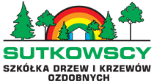 SUTKOWSCY
SZKÓŁKA DRZEW I KRZEWÓW
OZDOBNYCH